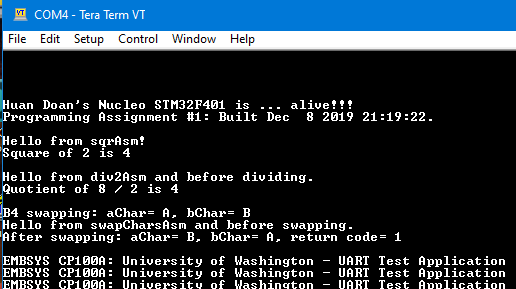 COM4 - Tera Term VT
File Edit Setup Control Window Help
Huan Doan's Nucleo STM32F401 is ... alive!!!
Programming Assignment #1: Built Dec  8 2019 21:19:22.
Hello from sqrAsm!
Square of 2 is 4
Hello from div2Asm and before dividing.
Quotient of 8 / 2 is 4
B4 swapping: aChar= A, bChar= B
Hello from swapCharsAsm and before swapping.
After swapping: aChar= B, bChar= A, return code= 1
EMBSYS CP100A: University of Washington - UART Test Application
EMBSYS CP100A: University of Washington - UART Test Application
EMBSYS CP100A: University of Washington - UART Test Application